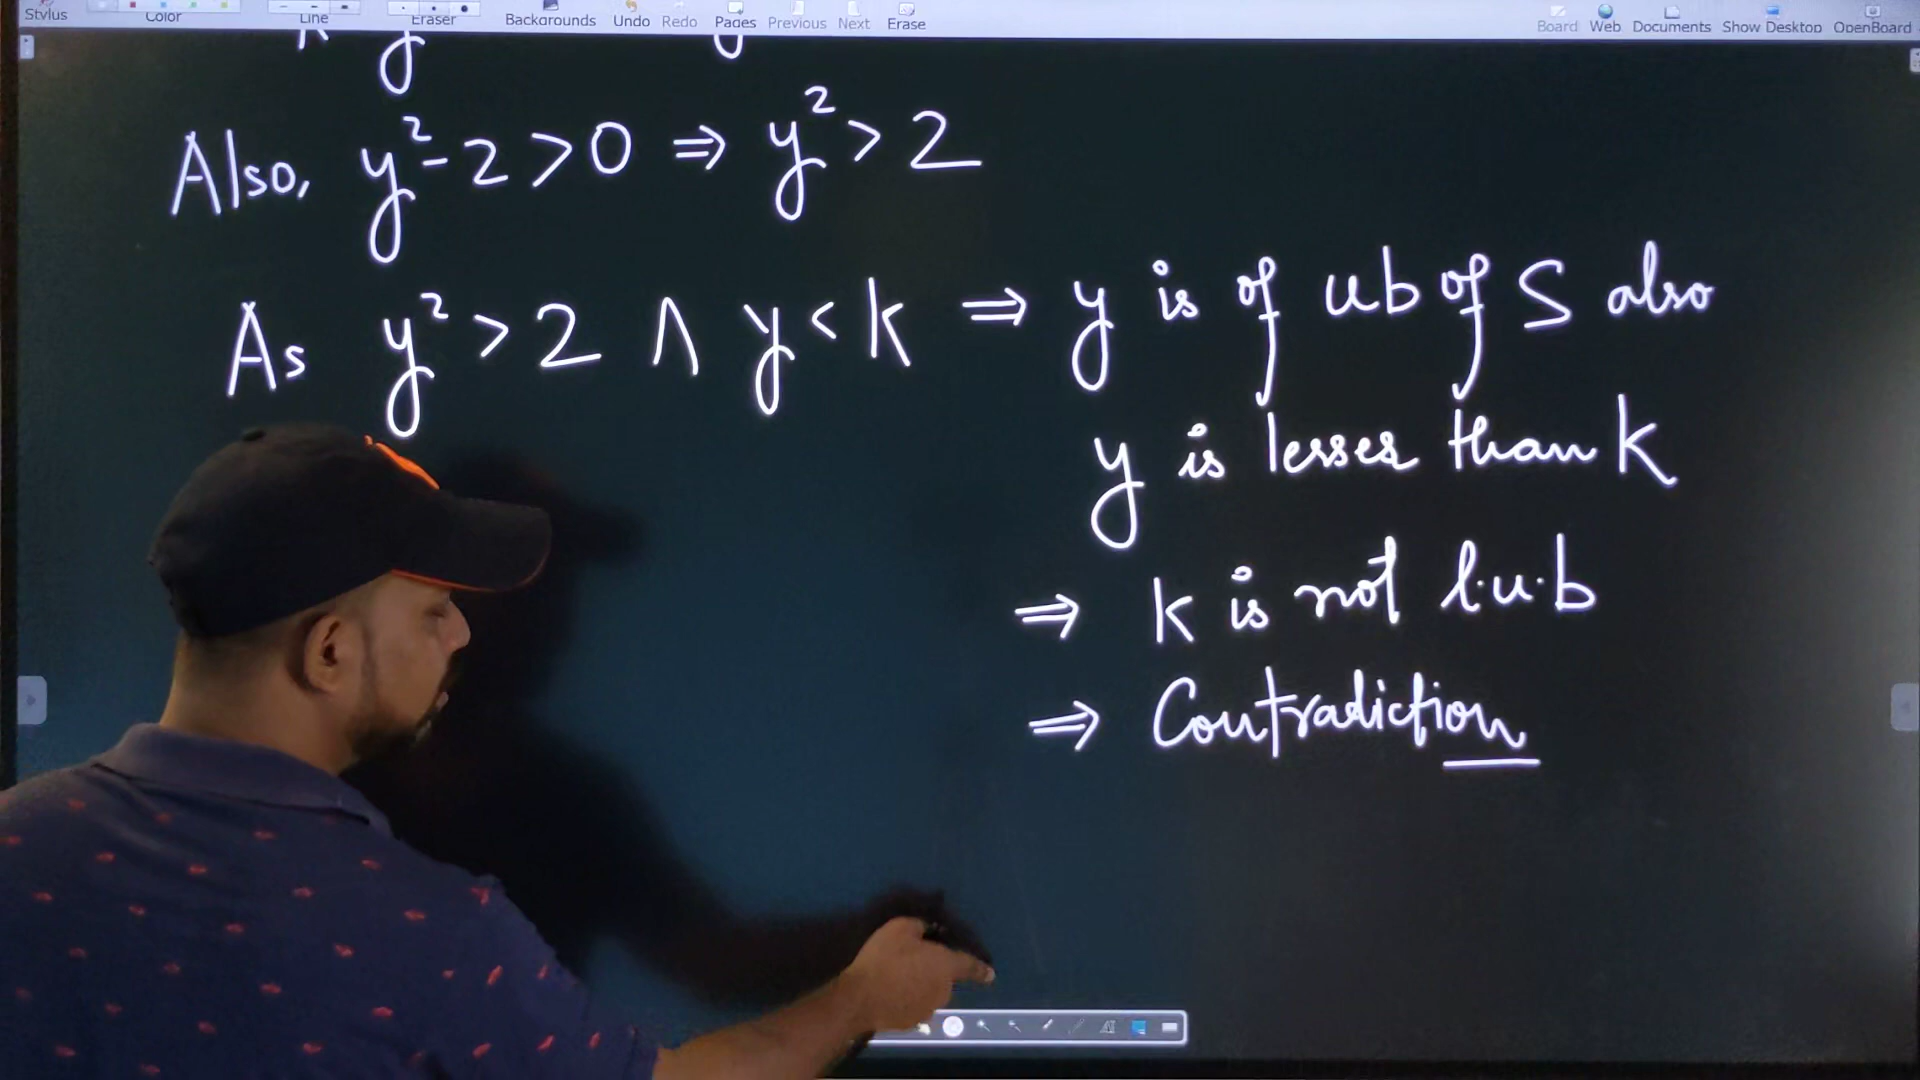 Stylus Color Line Eraser Backgrounds Undo Redo Pages Previous Next Erase Board Web Documents Show Desktop OpenBoard
Also, y²-2>0 ⇒ y²>2
As y²>2 ∧ y<k ⇒ y is of ub of S also
y is lesser than k
⇒ k is not l.u.b
⇒ Contradiction